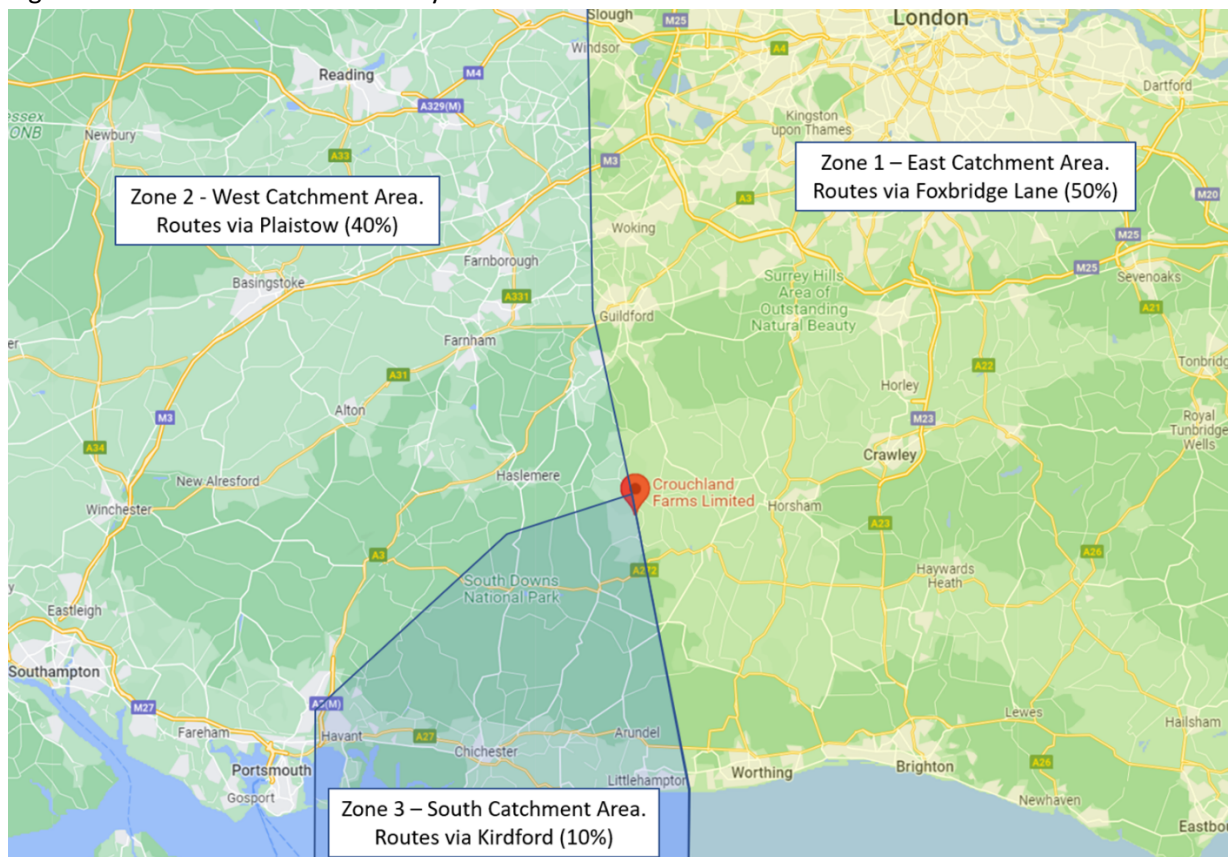 Slough
M25
London
Windsor
A4
Reading
M4
Dartford
A329(M)
Kingston
upon Thames
ONB
Newbury
M3
A33
Zone 1 – East Catchment Area.
Routes via Foxbridge Lane (50%)
Zone 2 - West Catchment Area.
Routes via Plaistow (40%)
A3
M20
Woking
M25
Farnborough
M25
Sevenoaks
Basingstoke
Surrey Hills
Area of
Outstanding
Natural Beauty
A331
A21
Guildford
Farnham
Tonbridg
A31
A22
Horley
Alton
M3
M23
Royal
Tunbridge
Wells
A34
Crawley
Haslemere
New Alresford
Crouchland
Farms Limited
Horsham
Winchester
A23
A3
A26
A272
Haywards
Heath
South Downs
National Park
Eastleigh
Southampton
A3(M)
M27
Lewes
Hailsham
Fareham
Havant
A27
Arundel
Chichester
A26
Portsmouth
Littlehampton
Worthing
Brighton
Gosport
Newhaven
Zone 3 – South Catchment Area.
Routes via Kirdford (10%)
Eastbo